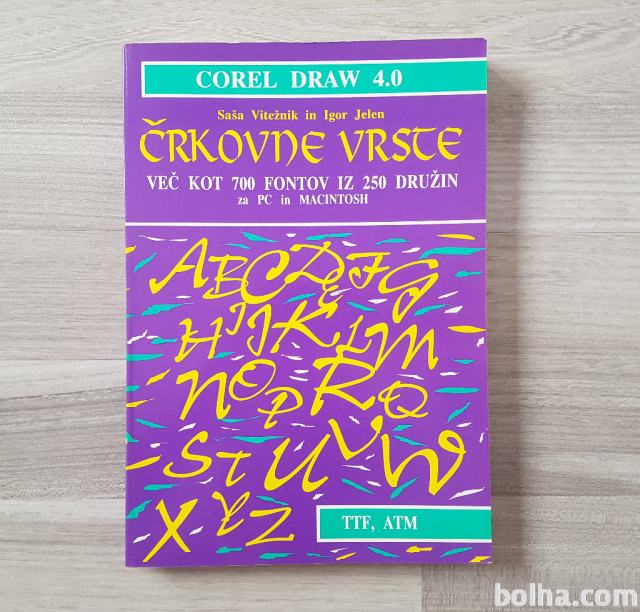 COREL DRAW 4.0
Saša Vitežnik in Igor Jelen
ČRKOVNE VRSTE
VEČ KOT 700 FONTOV IZ 250 DRUŽIN
za PC in MACINTOSH
ABCDEFG
HIJKLM
NOPRQ
STUVW
XYZ
TTF, ATM
bolha.com